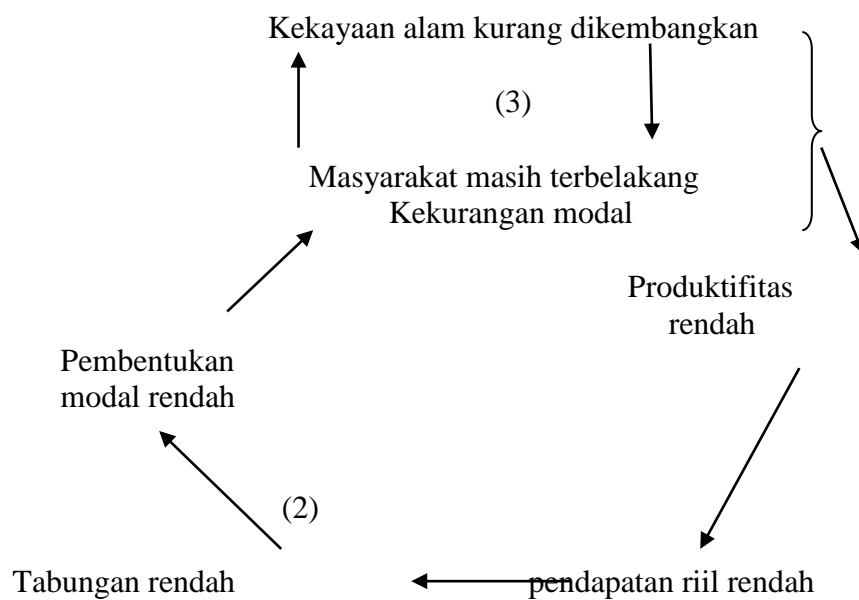 Kekayaan alam kurang dikembangkan
(3)
Masyarakat masih terbelakang
Kekurangan modal
Produktifitas
rendah
Pembentukan
modal rendah
(2)
Tabungan rendah
pendapatan riil rendah